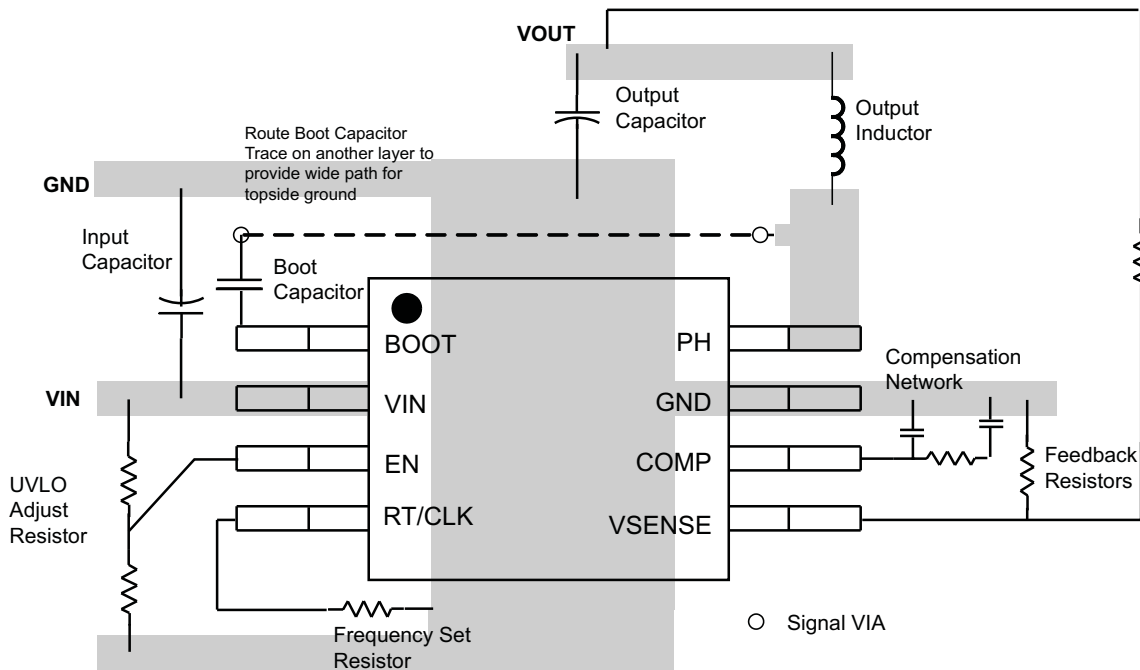 VOUT
Output
Capacitor
Output
Inductor
Route Boot Capacitor
Trace on another layer to
provide wide path for
topside ground
GND
Input
Capacitor
Boot
Capacitor
BOOT
PH
VIN
VIN
GND
Compensation
Network
EN
COMP
UVLO
Adjust
Resistor
RT/CLK
VSENSE
Feedback
Resistors
Frequency Set
Resistor
Signal VIA